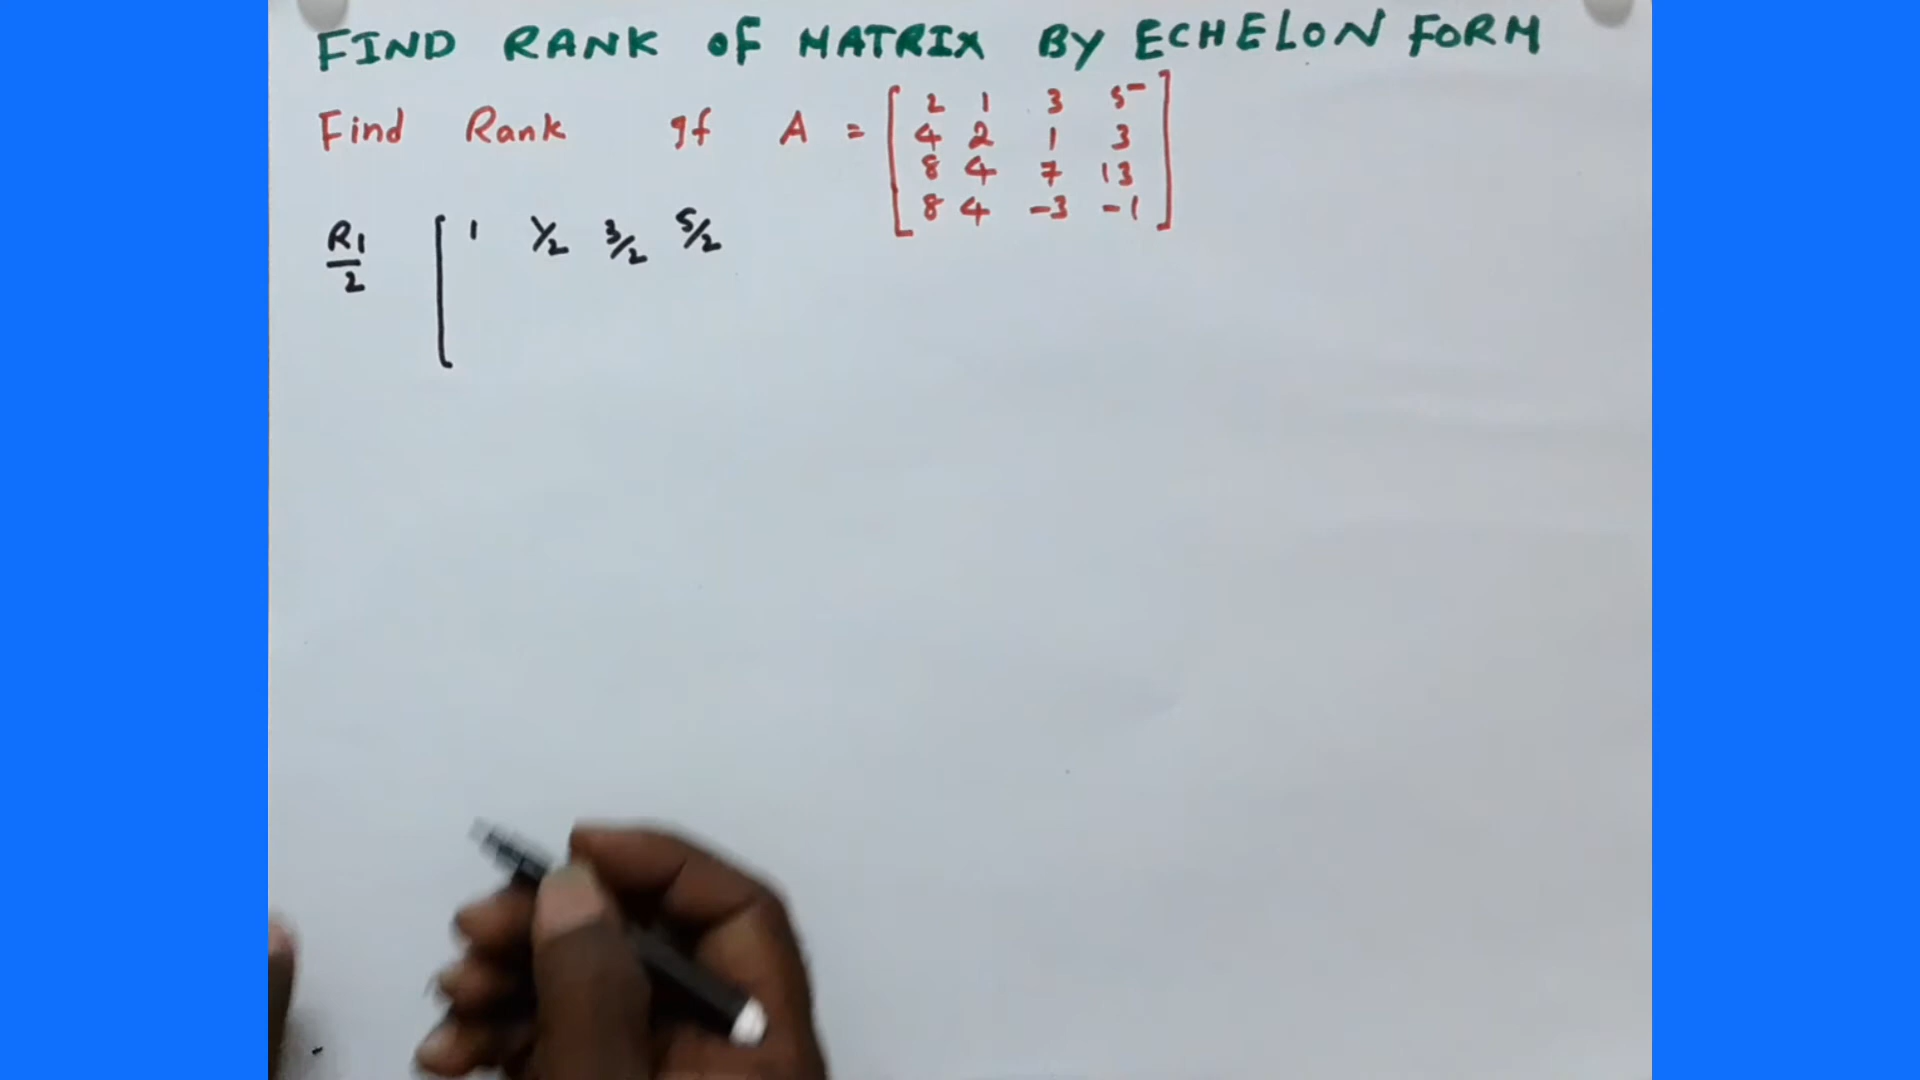 FIND RANK OF MATRIX BY ECHELON FORM
Find Rank If A = [ 2 1 3 5
4 2 1 3
8 4 7 13
8 4 -3 -1 ]
R1/2 [ 1 1/2 3/2 5/2